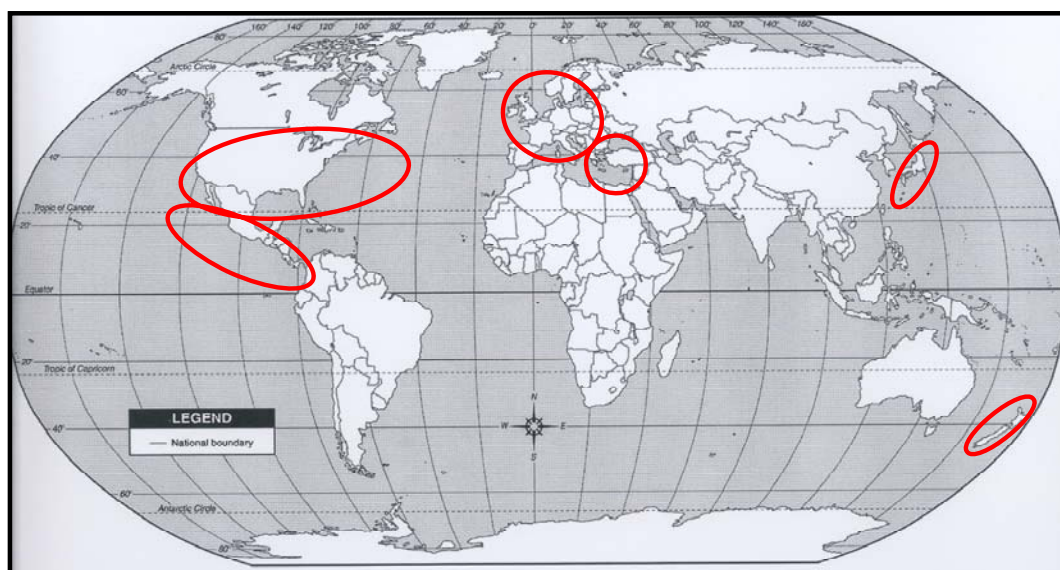 160° 140° 120° 100° 80° 60° 40° 20° 0° 20° 40° 60° 80° 100° 120° 140° 160°
80°
Arctic Circle
60°
40°
Tropic of Cancer
20°
Equator
0°
20°
Tropic of Capricorn
N
LEGEND
40°
W E
National boundary
S
60°
Antarctic Circle
80°